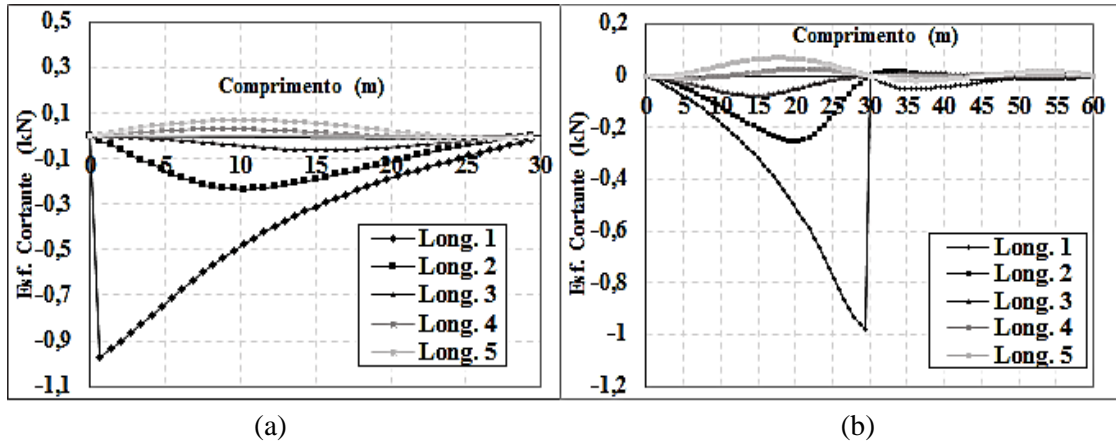 (a)
0,5
0,3
0,1
-0,1
-0,3
-0,5
-0,7
-0,9
-1,1
Esf. Cortante (kN)
Comprimento (m)
0 5 10 15 20 25 30
Long. 1
Long. 2
Long. 3
Long. 4
Long. 5
(b)
0,2
0
-0,2
-0,4
-0,6
-0,8
-1
-1,2
Esf. Cortante (kN)
Comprimento (m)
0 5 10 15 20 25 30 35 40 45 50 55 60
Long. 1
Long. 2
Long. 3
Long. 4
Long. 5
(a)
(b)